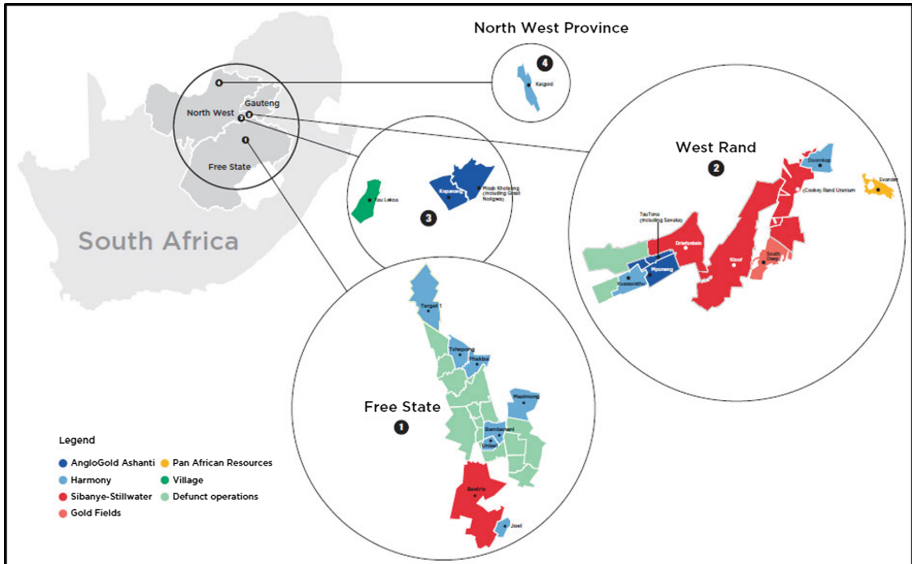 North West Province
4
Kalgold
Gauteng
North West
Free State
South Africa
West Rand
2
Doornkop
Evander
(Cooke) Rand Uranium
TauTona
(including Savuka)
Driefontein
Kloof
South
Deep
Mponeng
Kusasalethu
Kopanang
Moab Khotsong
(including Great
Noligwa)
Tau Lekoa
3
Target 1
Tshepong
Phakisa
Masimong
Free State
1
Bambanani
Unisel
Beatrix
Joel
Legend
AngloGold Ashanti
Harmony
Sibanye-Stillwater
Gold Fields
Pan African Resources
Village
Defunct operations